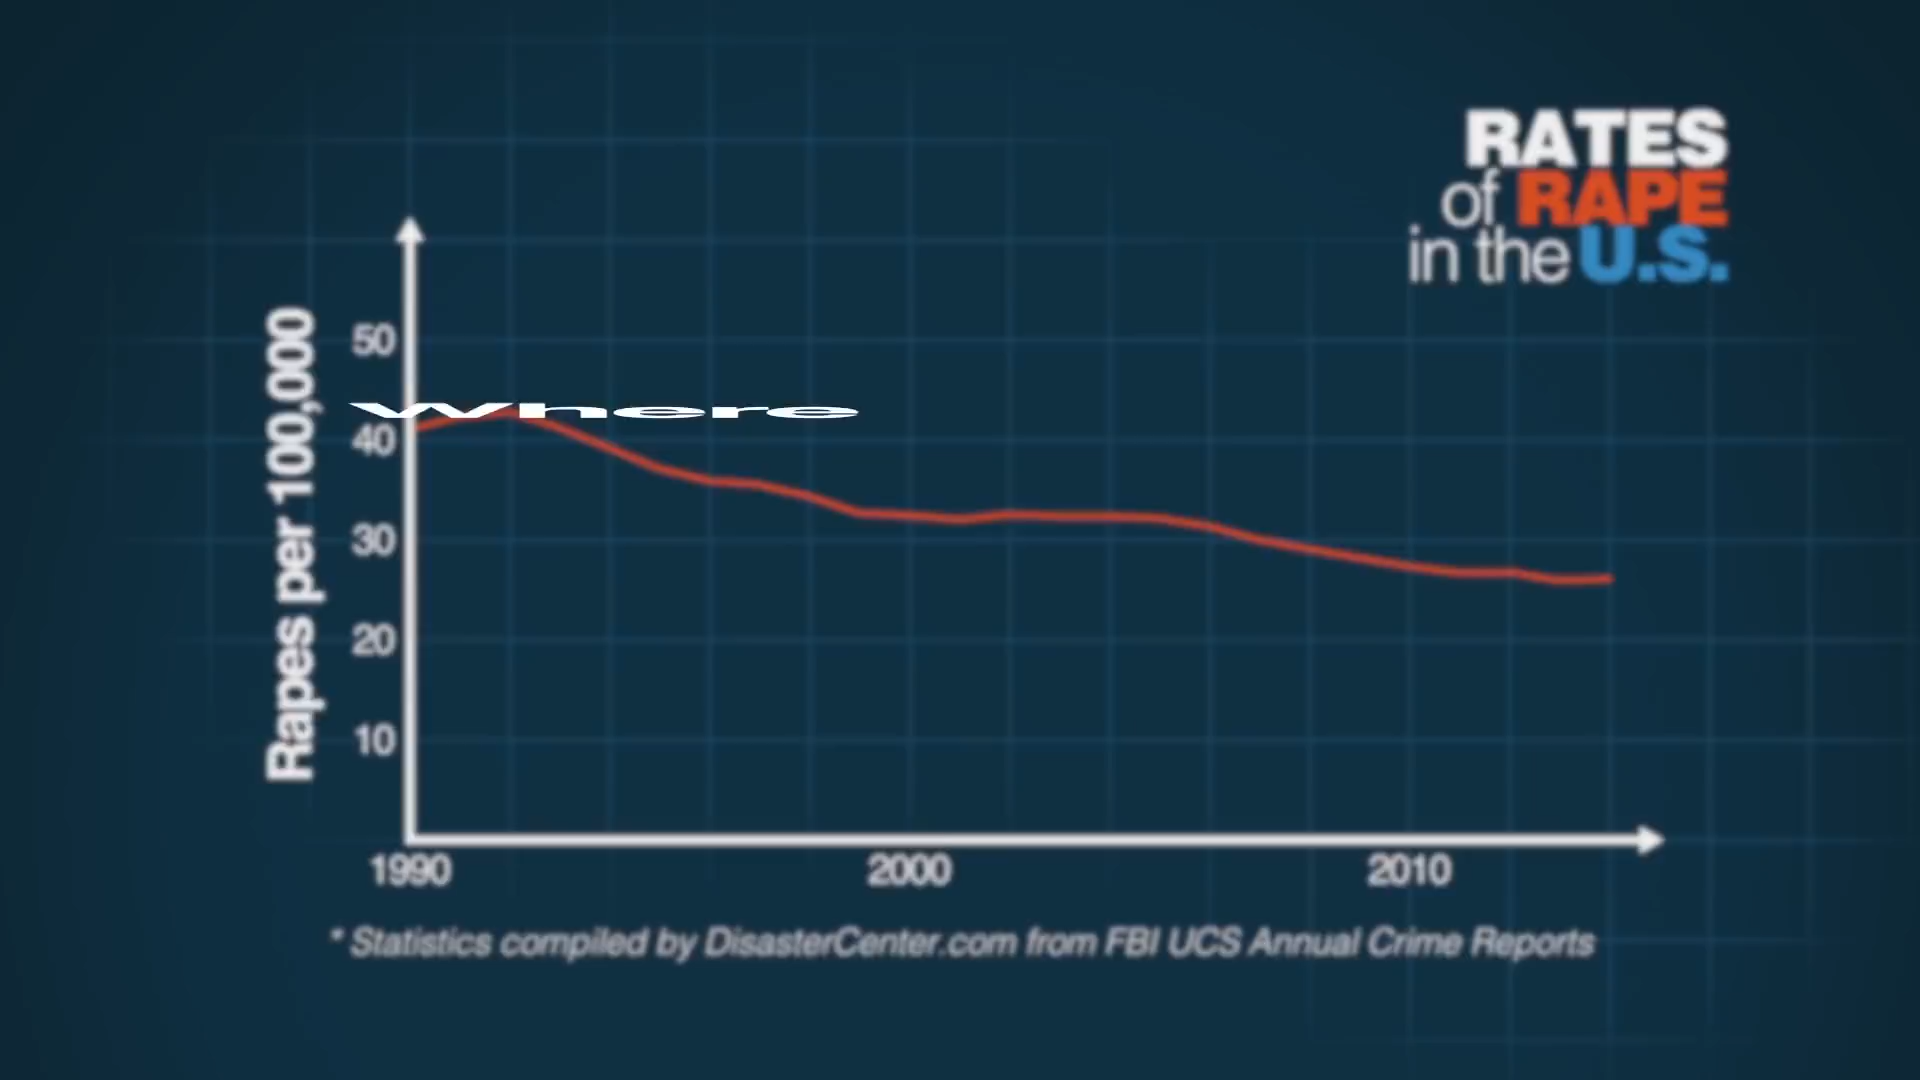 RATES
of RAPE
in the U.S.
Rapes per 100,000
50
Where
40
30
20
10
1990 2000 2010
* Statistics compiled by DisasterCenter.com from FBI UCS Annual Crime Reports